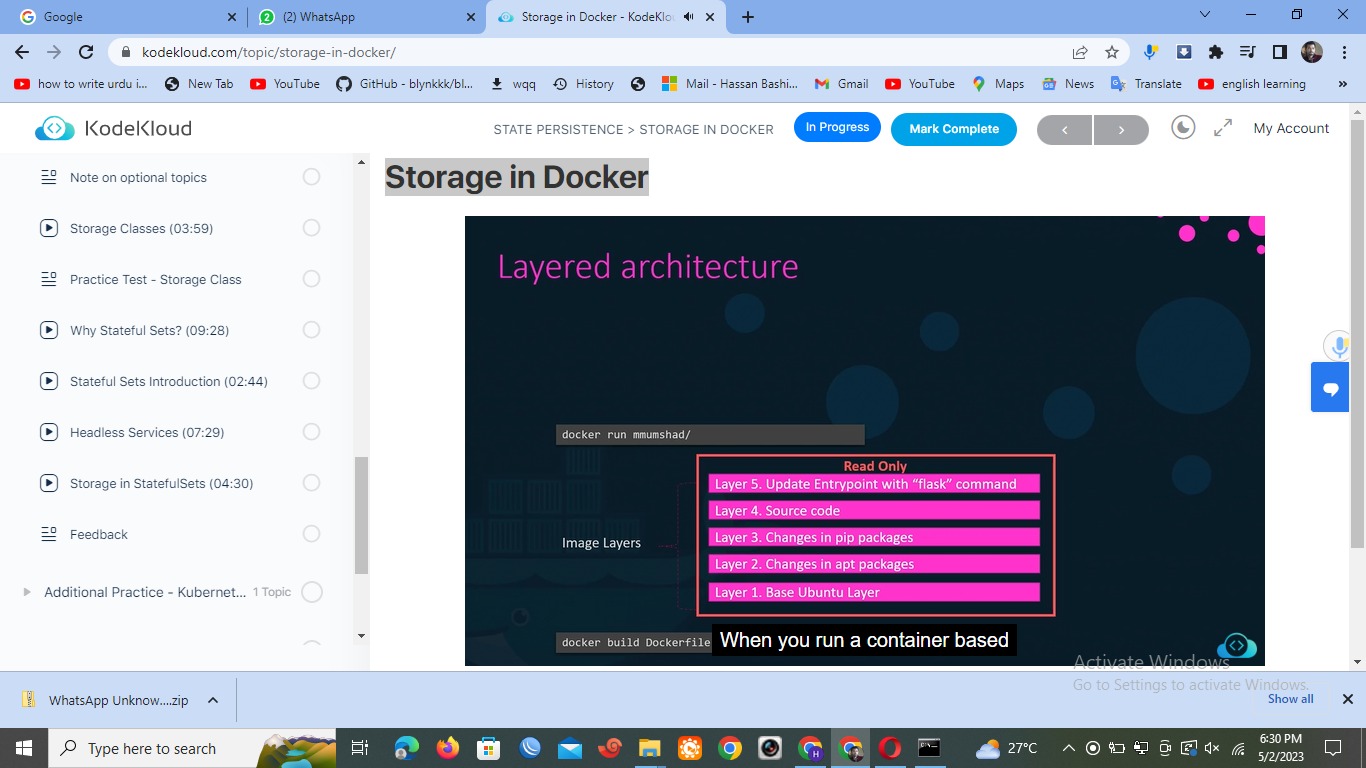 Google
(2) WhatsApp
Storage in Docker - KodeKlo
kodekloud.com/topic/storage-in-docker/
how to write urdu i...
New Tab
YouTube
GitHub - blynkkk/bl...
wqq
History
Mail - Hassan Bashi...
Gmail
YouTube
Maps
News
Translate
english learning
»
KodeKloud
STATE PERSISTENCE > STORAGE IN DOCKER
In Progress
Mark Complete
My Account
Note on optional topics
Storage Classes (03:59)
Practice Test - Storage Class
Why Stateful Sets? (09:28)
Stateful Sets Introduction (02:44)
Headless Services (07:29)
Storage in StatefulSets (04:30)
Feedback
Additional Practice - Kubernet...
1 Topic
Storage in Docker
Layered architecture
docker run mmumshad/
Read Only
Layer 5. Update Entrypoint with “flask” command
Layer 4. Source code
Layer 3. Changes in pip packages
Layer 2. Changes in apt packages
Layer 1. Base Ubuntu Layer
Image Layers
docker build Dockerfile
When you run a container based
Activate Windows
Go to Settings to activate Windows.
WhatsApp Unknow....zip
Show all
Type here to search
27°C
6:30 PM
5/2/2023